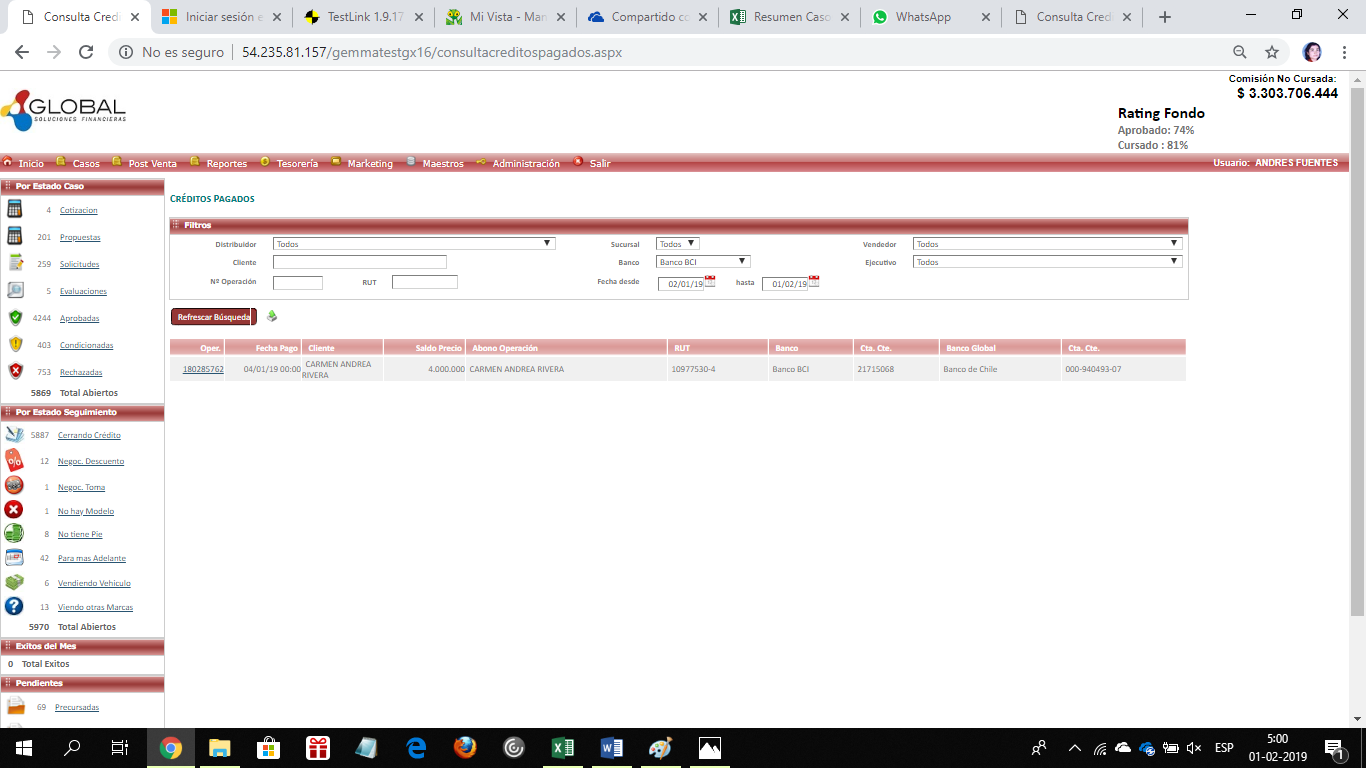 Consulta Credi
Iniciar sesión e
TestLink 1.9.17
Mi Vista - Man
Compartido co
Resumen Caso
WhatsApp
Consulta Credi
No es seguro
54.235.81.157/gemmatestgx16/consultacreditospagados.aspx
GLOBAL
SOLUCIONES FINANCIERAS
Comisión No Cursada:
$ 3.303.706.444
Rating Fondo
Aprobado: 74%
Cursado : 81%
Inicio Casos Post Venta Reportes Tesorería Marketing Maestros Administración Salir
Usuario: ANDRES FUENTES
Por Estado Caso
4 Cotizacion
201 Propuestas
259 Solicitudes
5 Evaluaciones
4244 Aprobadas
403 Condicionadas
753 Rechazadas
5869 Total Abiertos
Por Estado Seguimiento
5887 Cerrando Crédito
12 Negoc. Descuento
1 Negoc. Toma
1 No hay Modelo
8 No tiene Pie
42 Para mas Adelante
6 Vendiendo Vehiculo
13 Viendo otras Marcas
5970 Total Abiertos
Exitos del Mes
0 Total Exitos
Pendientes
69 Precursadas
CRÉDITOS PAGADOS
Filtros
Distribuidor Todos Sucursal Todos Vendedor Todos
Cliente Banco Banco BCI Ejecutivo Todos
Nº Operación RUT Fecha desde 02/01/19 hasta 01/02/19
Refrescar Búsqueda
Oper. Fecha Pago Cliente Saldo Precio Abono Operación RUT Banco Cta. Cte. Banco Global Cta. Cte.
180285762 04/01/19 00:00 CARMEN ANDREA RIVERA 4.000.000 CARMEN ANDREA RIVERA 10977530-4 Banco BCI 21715068 Banco de Chile 000-940493-07
ESP
5:00
01-02-2019
1